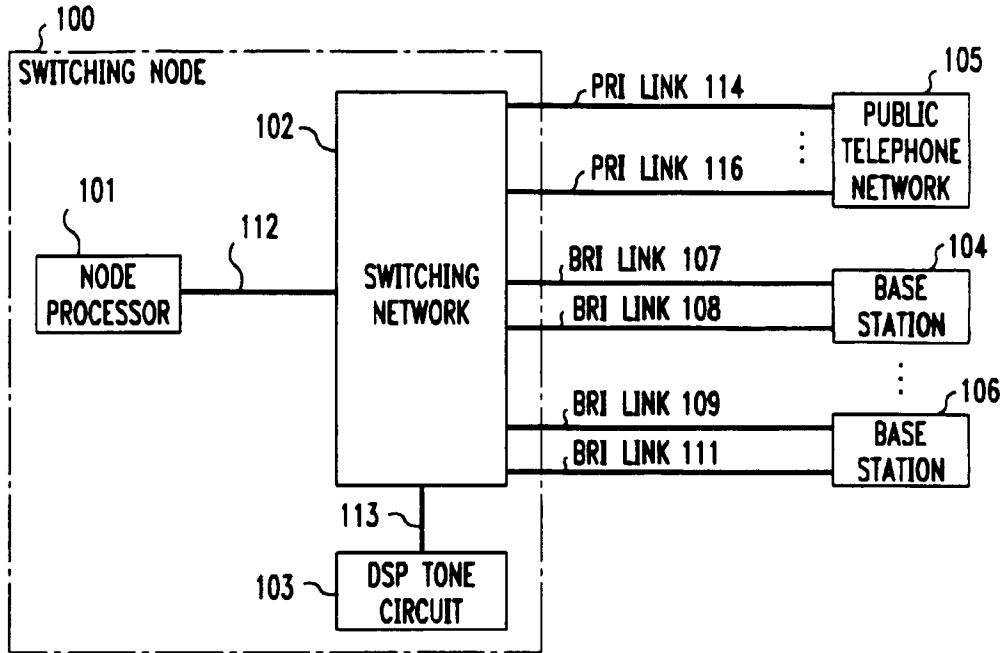 100
SWITCHING NODE
102
PRI LINK 114
105
PUBLIC
TELEPHONE
NETWORK
PRI LINK 116
101
112
NODE
PROCESSOR
SWITCHING
NETWORK
BRI LINK 107
104
BASE
STATION
BRI LINK 108
106
BRI LINK 109
BASE
STATION
BRI LINK 111
113
103
DSP TONE
CIRCUIT